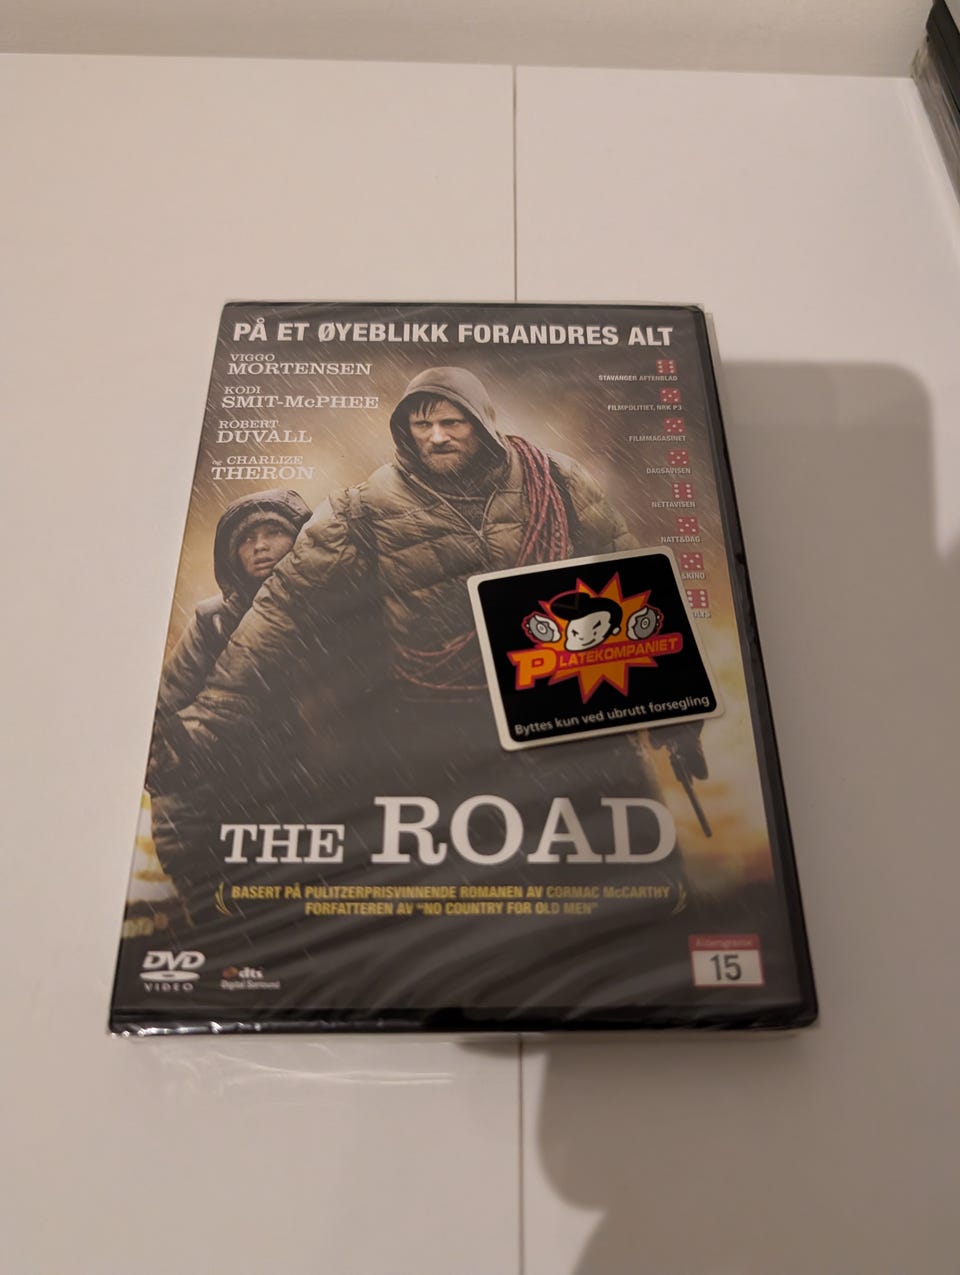 PÅ ET ØYEBLIKK FORANDRES ALT
VIGGO
MORTENSEN
KODI
SMIT-McPHEE
ROBERT
DUVALL
og CHARLIZE
THERON
STAVANGER AFTENBLAD
FILMPOLITIET, NRK P3
FILMMAGASINET
DAGSAVISEN
NETTAVISEN
NATT&DAG
&KINO
PLATEKOMPANIET
Byttes kun ved ubrutt forsegling
THE ROAD
BASERT PÅ PULITZERPRISVINNENDE ROMANEN AV CORMAC McCARTHY
FORFATTEREN AV "NO COUNTRY FOR OLD MEN"
DVD
VIDEO
dts
Digital Surround
Aldersgrense
15